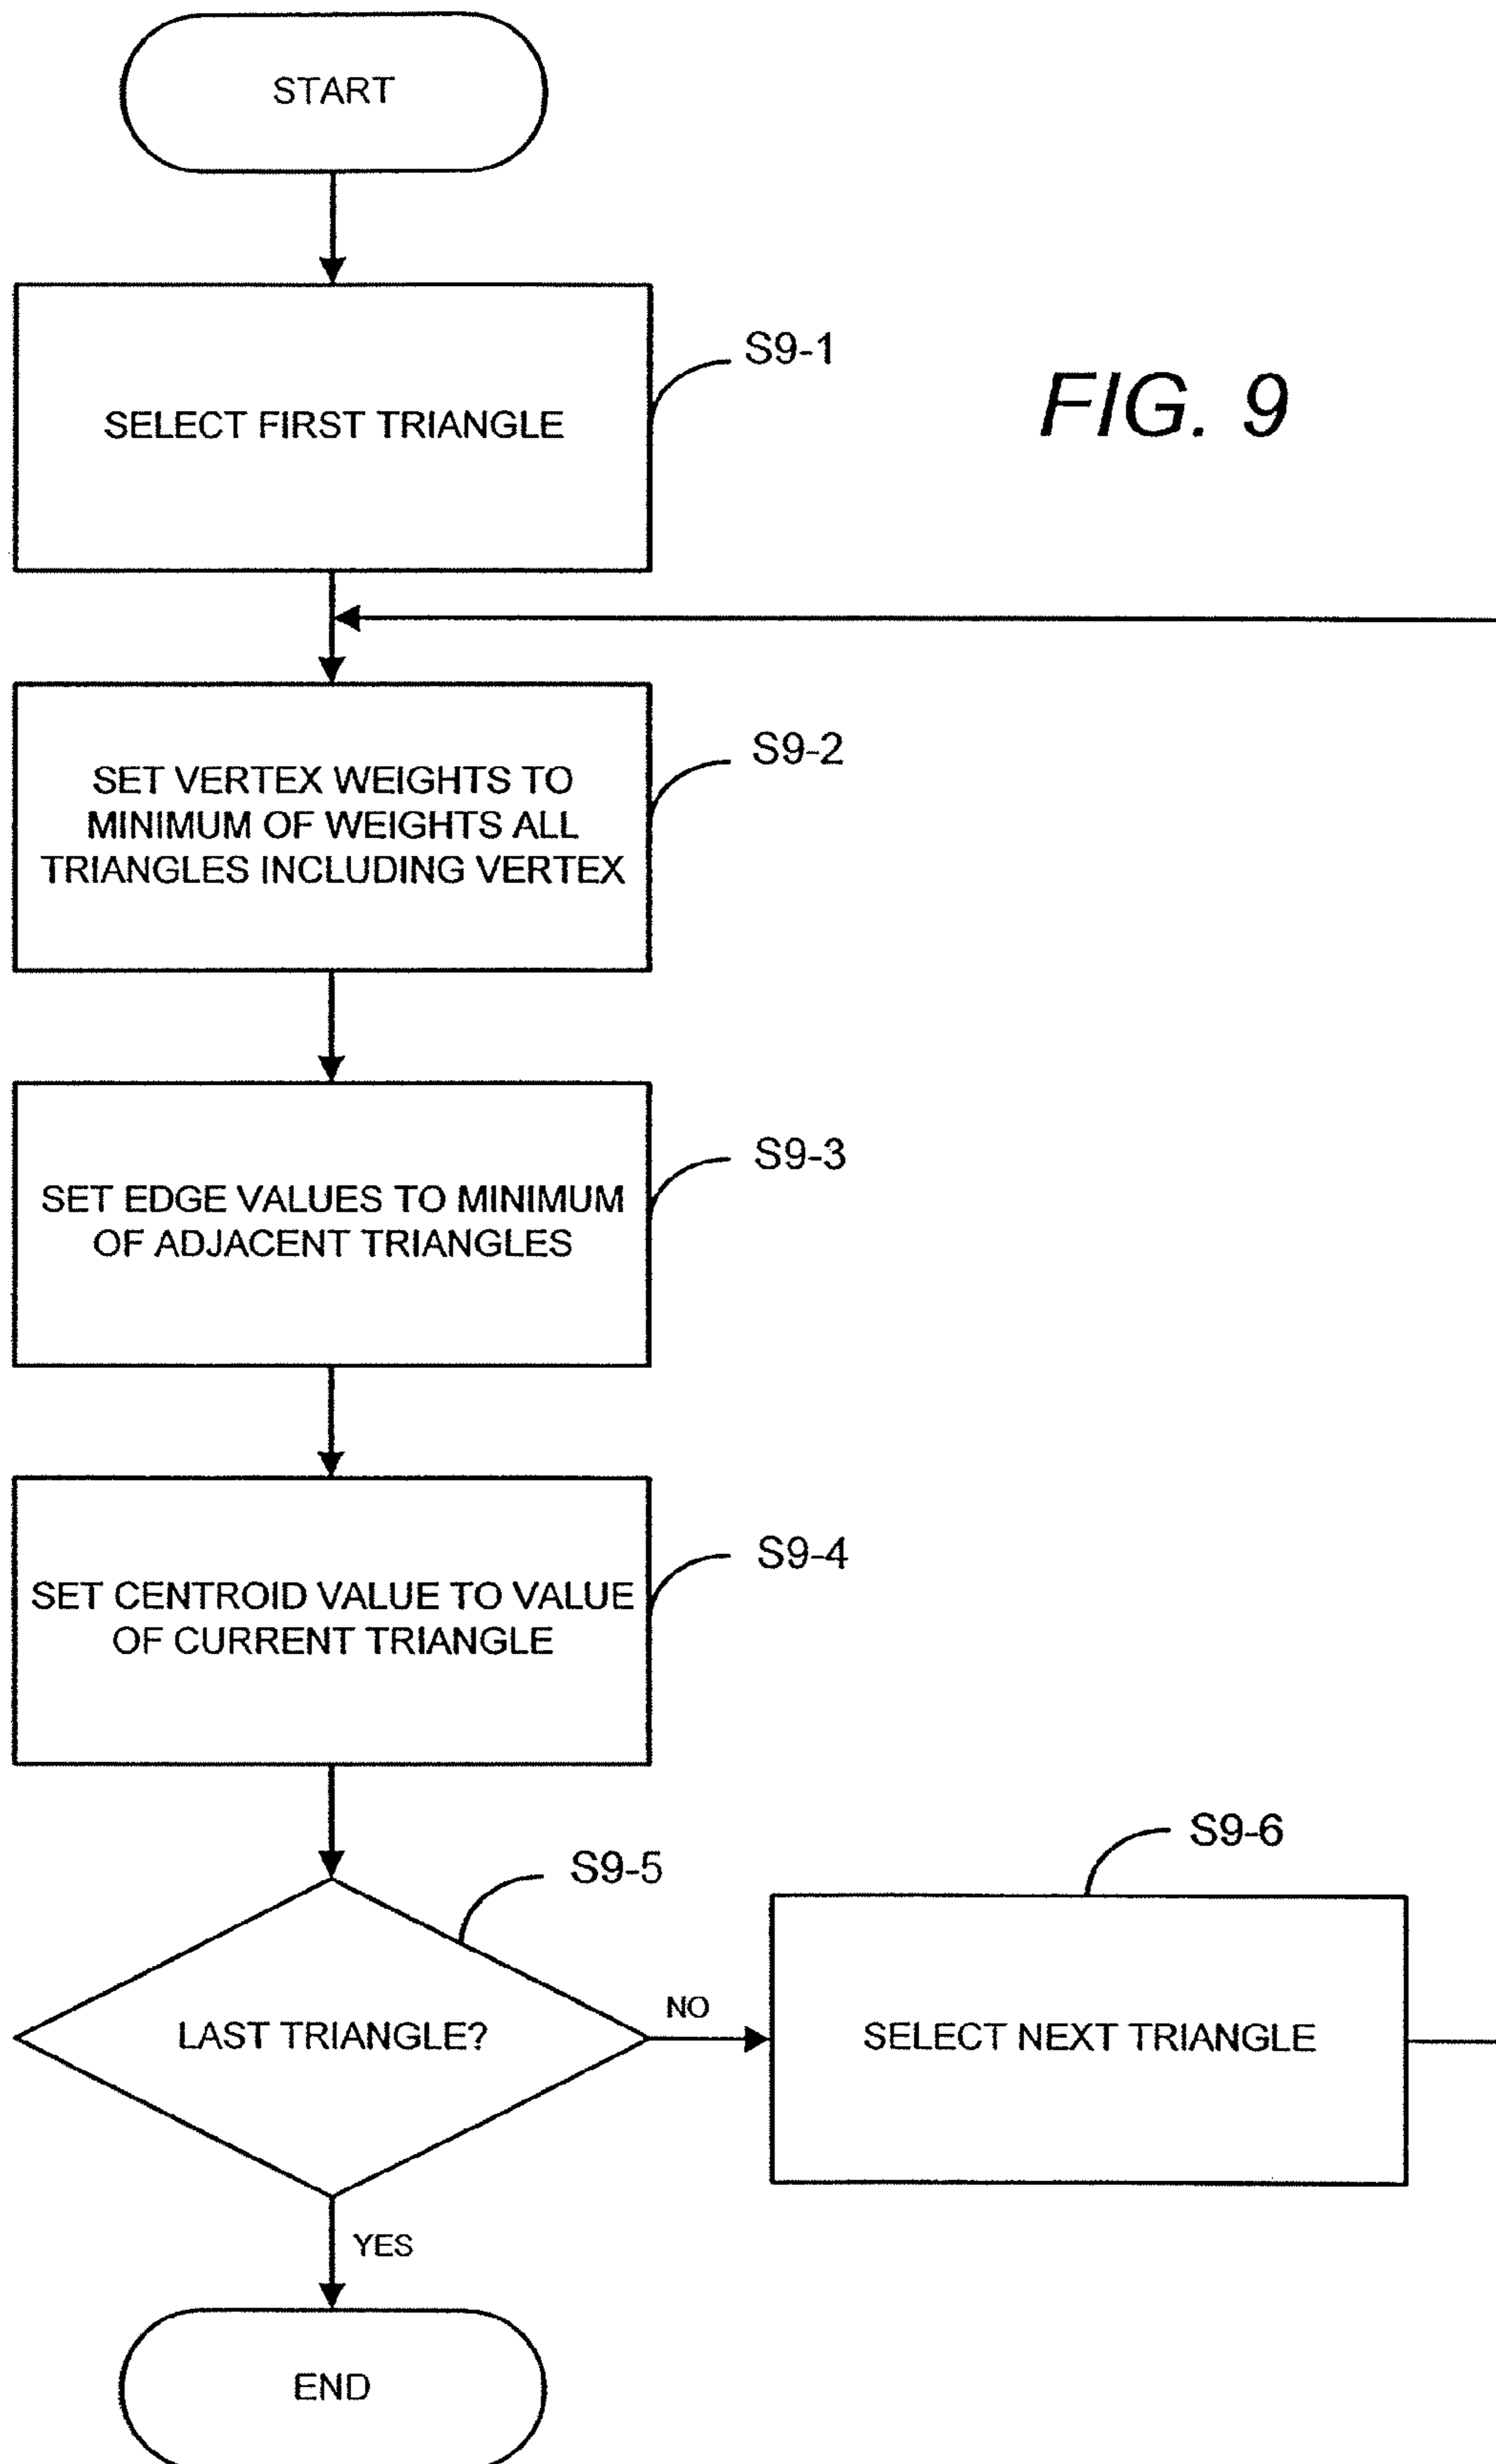 START
SELECT FIRST TRIANGLE
S9-1
FIG. 9
SET VERTEX WEIGHTS TO
MINIMUM OF WEIGHTS ALL
TRIANGLES INCLUDING VERTEX
S9-2
SET EDGE VALUES TO MINIMUM
OF ADJACENT TRIANGLES
S9-3
SET CENTROID VALUE TO VALUE
OF CURRENT TRIANGLE
S9-4
LAST TRIANGLE?
S9-5
NO
SELECT NEXT TRIANGLE
S9-6
YES
END